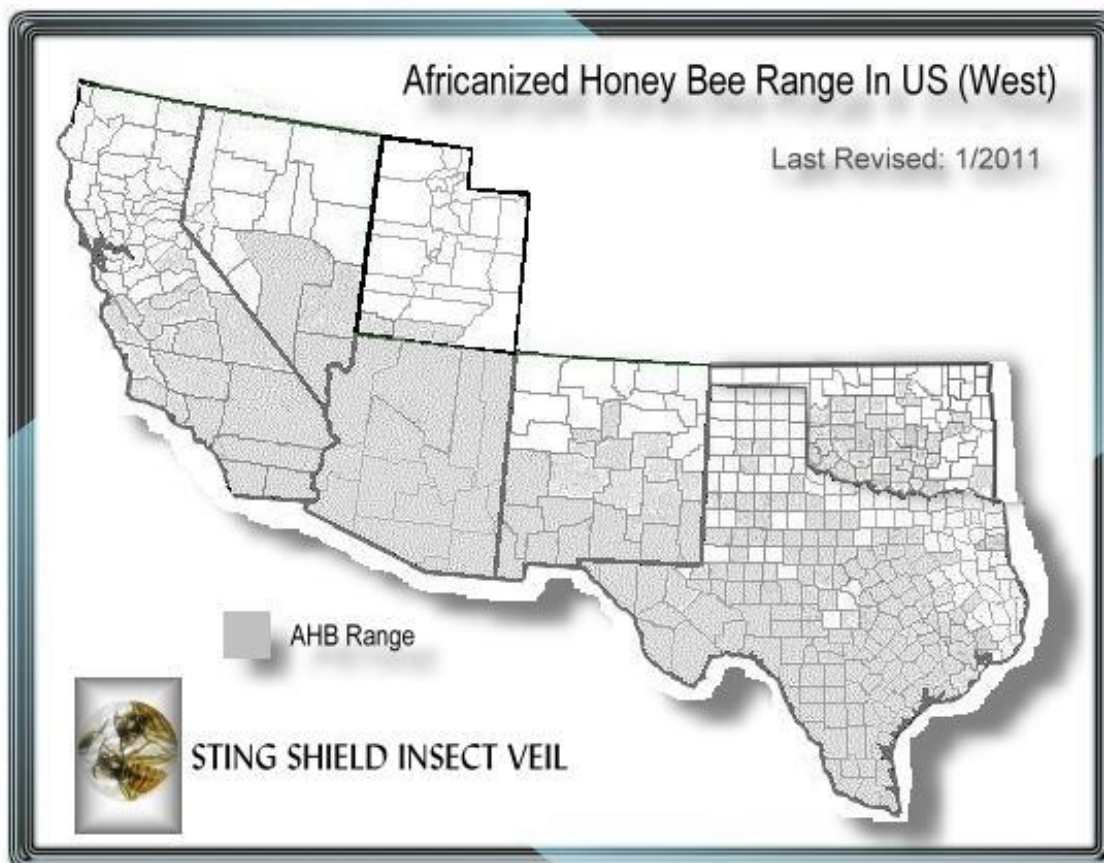 Africanized Honey Bee Range In US (West)
Last Revised: 1/2011
AHB Range
STING SHIELD INSECT VEIL